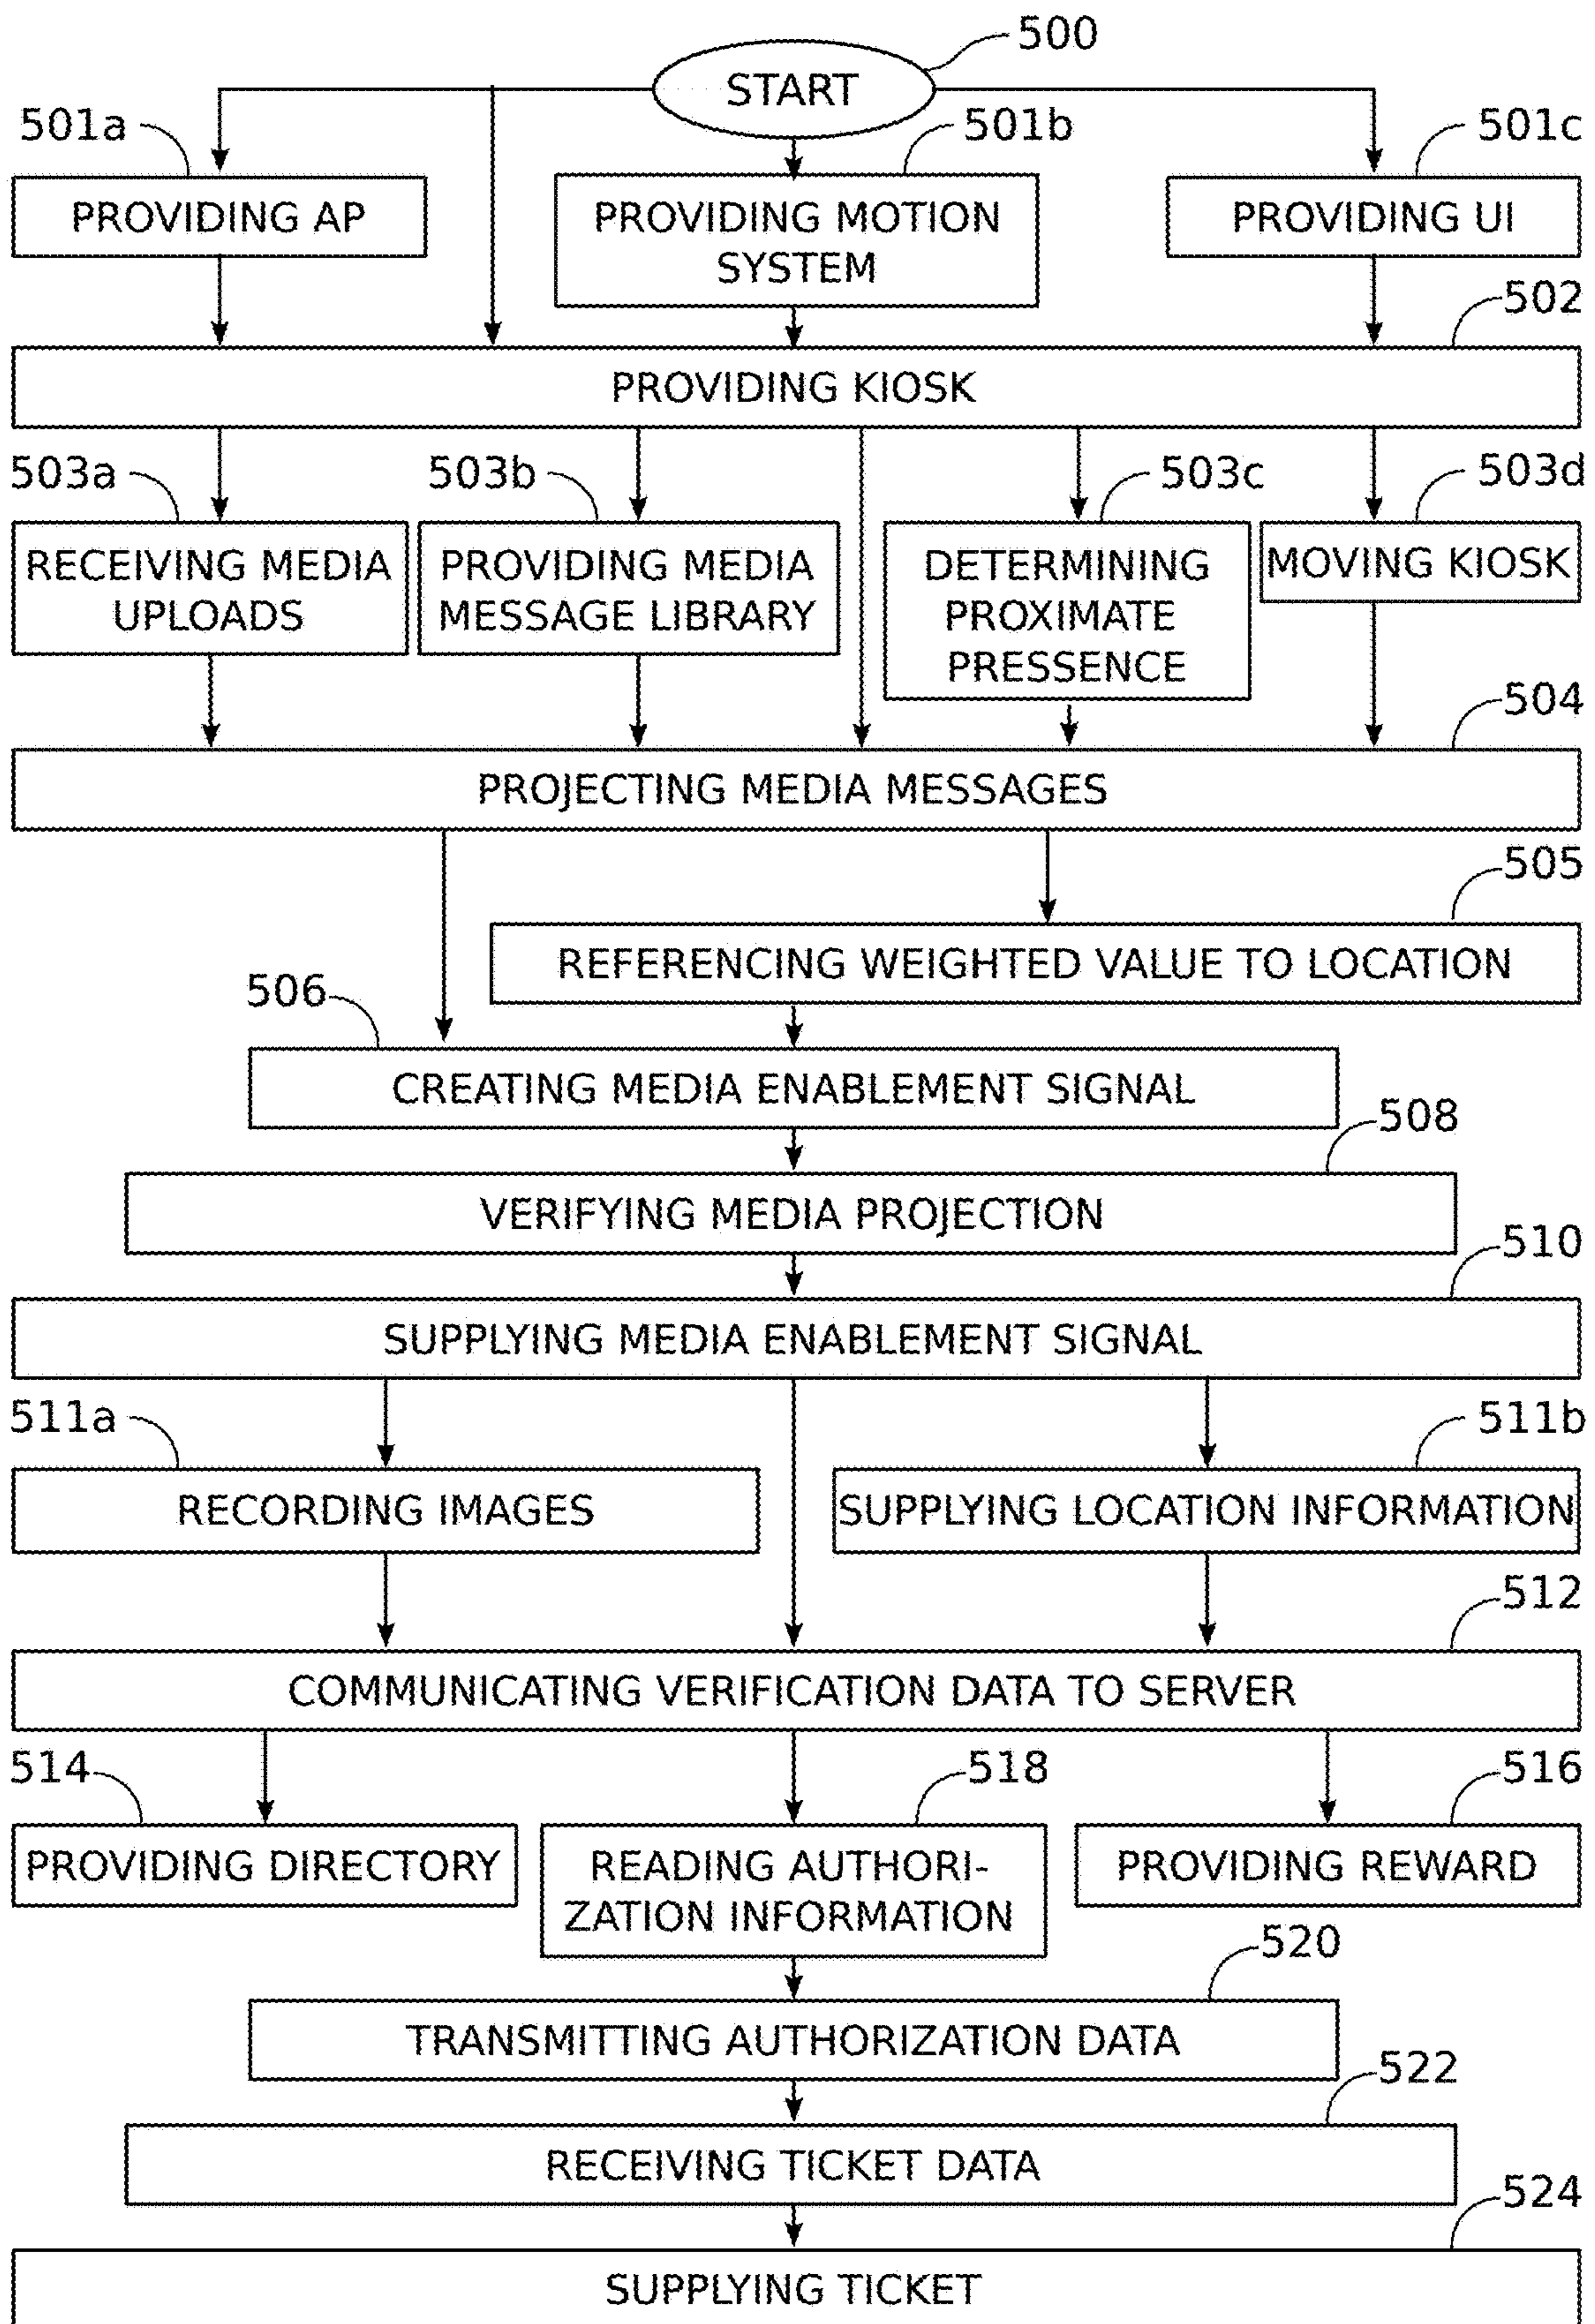 500
START
501a
501b
501c
PROVIDING AP
PROVIDING MOTION
SYSTEM
PROVIDING UI
502
PROVIDING KIOSK
503a
503b
503c
503d
RECEIVING MEDIA
UPLOADS
PROVIDING MEDIA
MESSAGE LIBRARY
DETERMINING
PROXIMATE
PRESSENCE
MOVING KIOSK
504
PROJECTING MEDIA MESSAGES
505
REFERENCING WEIGHTED VALUE TO LOCATION
506
CREATING MEDIA ENABLEMENT SIGNAL
508
VERIFYING MEDIA PROJECTION
510
SUPPLYING MEDIA ENABLEMENT SIGNAL
511a
511b
RECORDING IMAGES
SUPPLYING LOCATION INFORMATION
512
COMMUNICATING VERIFICATION DATA TO SERVER
514
518
516
PROVIDING DIRECTORY
READING AUTHORI-
ZATION INFORMATION
PROVIDING REWARD
520
TRANSMITTING AUTHORIZATION DATA
522
RECEIVING TICKET DATA
524
SUPPLYING TICKET